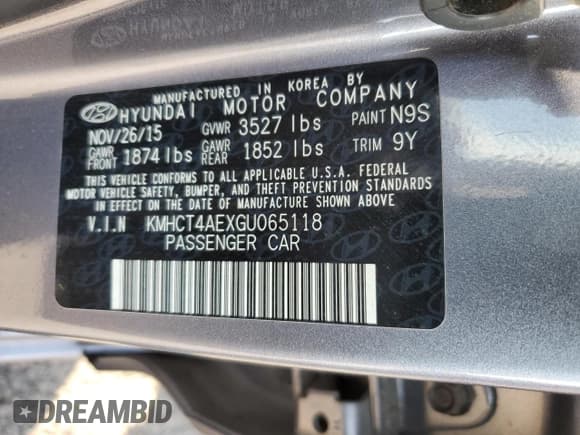 MANUFACTURED IN KOREA BY
HYUNDAI MOTOR COMPANY
NOV/26/15 GVWR 3527 lbs PAINT N9S
GAWR FRONT 1874 lbs GAWR REAR 1852 lbs TRIM 9Y
THIS VEHICLE CONFORMS TO ALL APPLICABLE U.S.A. FEDERAL
MOTOR VEHICLE SAFETY, BUMPER, AND THEFT PREVENTION STANDARDS
IN EFFECT ON THE DATE OF MANUFACTURE SHOWN ABOVE.
V.I.N KMHCT4AEXGU065118
PASSENGER CAR
DREAMBID